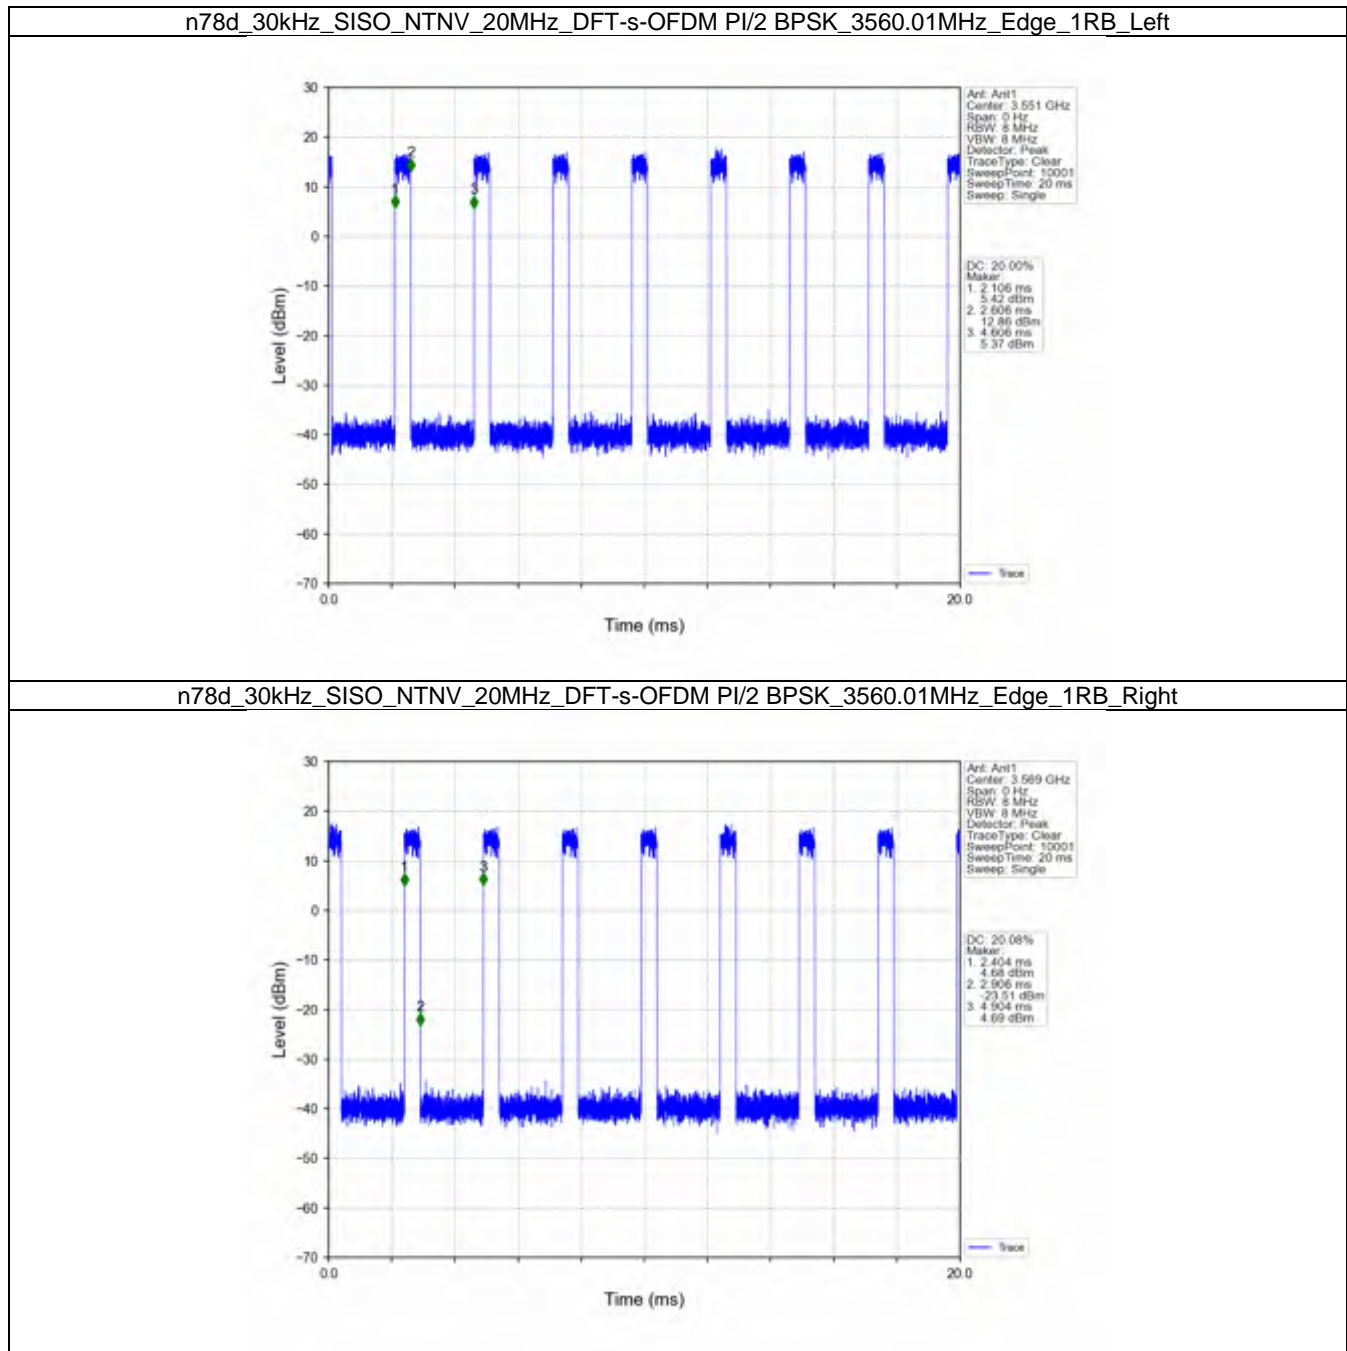 n78d_30kHz_SISO_NTNV_20MHz_DFT-s-OFDM PI/2 BPSK_3560.01MHz_Edge_1RB_Left
30
20
10
0
−10
−20
−30
−40
−50
−60
−70
Level (dBm)
0.0
20.0
Time (ms)
1
2
3
Ant: Ant1
Center: 3.551 GHz
Span: 0 Hz
RBW: 8 MHz
VBW: 8 MHz
Detector: Peak
TraceType: Clear
SweepPoint: 10001
SweepTime: 20 ms
Sweep: Single
DC: 20.00%
Maker:
1. 2.106 ms
5.42 dBm
2. 2.606 ms
12.86 dBm
3. 4.606 ms
5.37 dBm
Trace
n78d_30kHz_SISO_NTNV_20MHz_DFT-s-OFDM PI/2 BPSK_3560.01MHz_Edge_1RB_Right
30
20
10
0
−10
−20
−30
−40
−50
−60
−70
Level (dBm)
0.0
20.0
Time (ms)
1
2
3
Ant: Ant1
Center: 3.569 GHz
Span: 0 Hz
RBW: 8 MHz
VBW: 8 MHz
Detector: Peak
TraceType: Clear
SweepPoint: 10001
SweepTime: 20 ms
Sweep: Single
DC: 20.08%
Maker:
1. 2.404 ms
4.68 dBm
2. 2.906 ms
-23.51 dBm
3. 4.904 ms
4.69 dBm
Trace